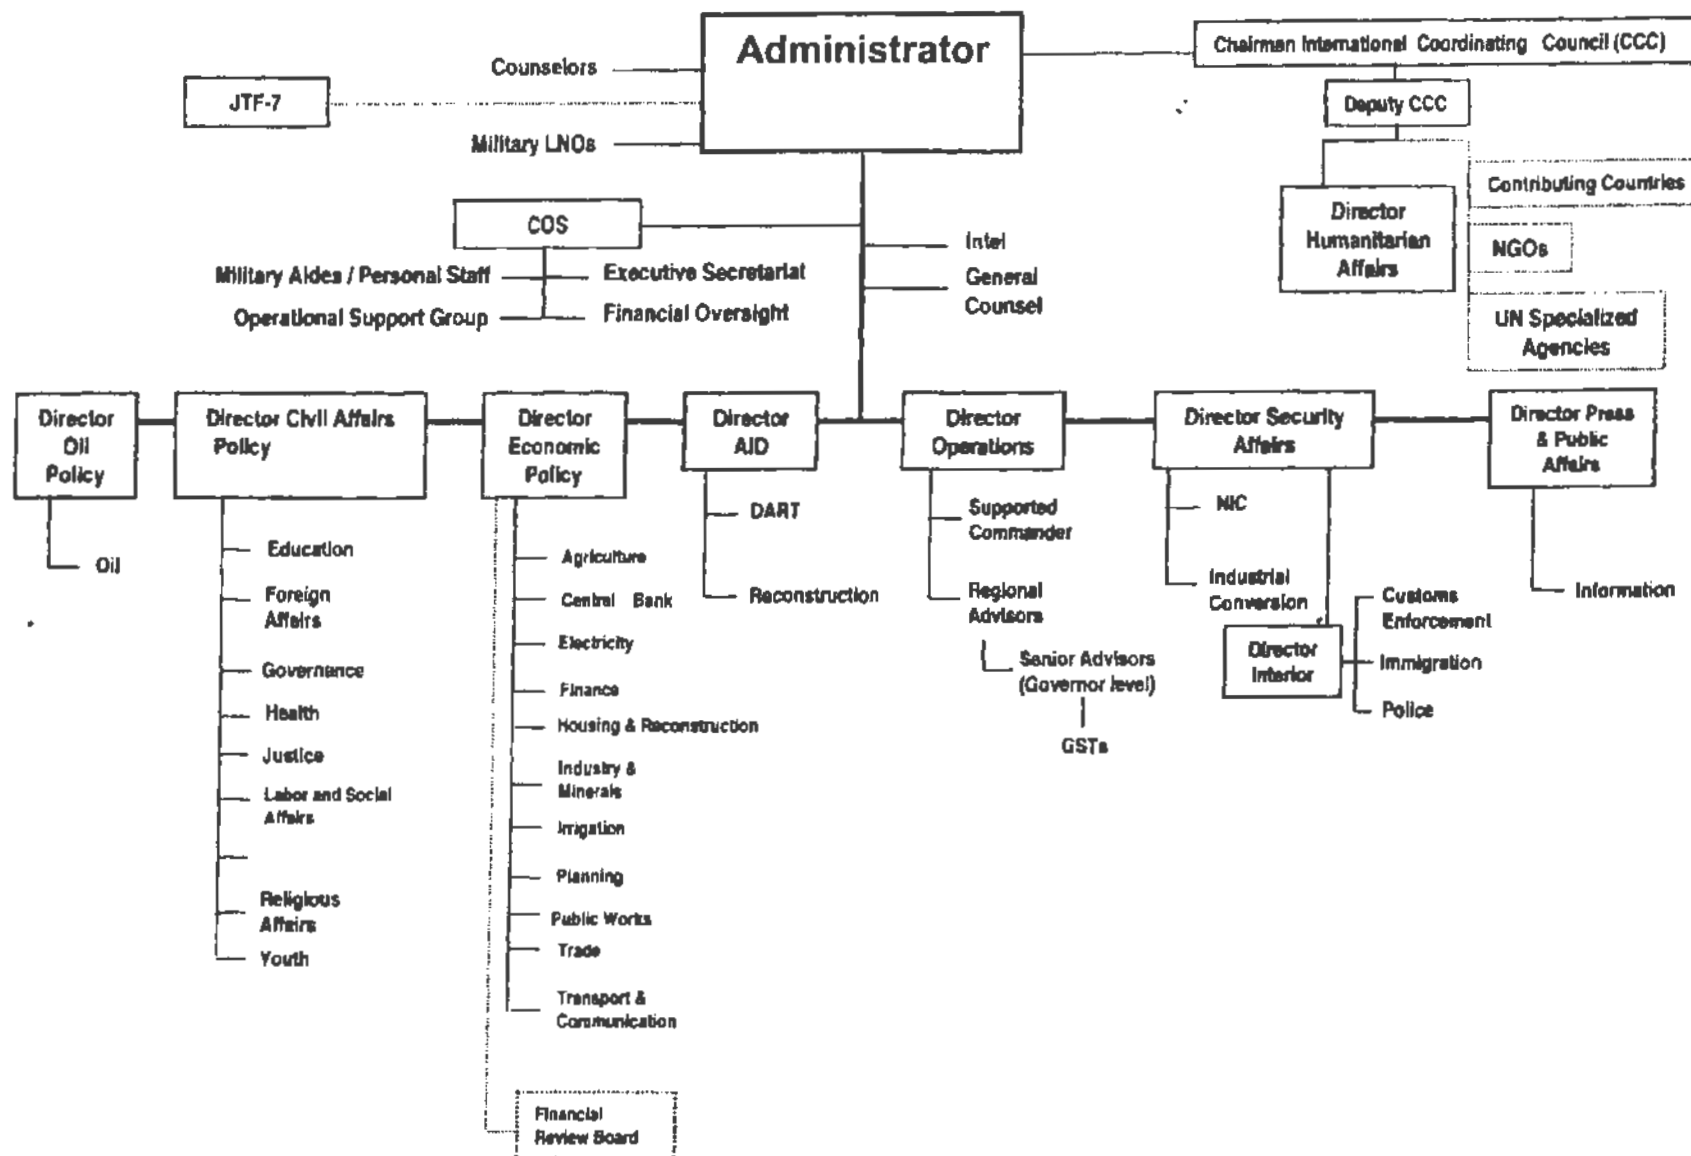 Administrator
Chairman International Coordinating Council (CCC)
Counselors
JTF-7
Military LNOs
Deputy CCC
Contributing Countries
Director
Humanitarian
Affairs
NGOs
UN Specialized
Agencies
COS
Military Aides / Personal Staff
Executive Secretariat
Operational Support Group
Financial Oversight
Intel
General
Counsel
Director
Oil
Policy
Oil
Director Civil Affairs
Policy
Education
Foreign
Affairs
Governance
Health
Justice
Labor and Social
Affairs
Religious
Affairs
Youth
Director
Economic
Policy
Agriculture
Central Bank
Electricity
Finance
Housing & Reconstruction
Industry &
Minerals
Irrigation
Planning
Public Works
Trade
Transport &
Communication
Financial
Review Board
Director
AID
DART
Reconstruction
Director
Operations
Supported
Commander
Regional
Advisors
Senior Advisors
(Governor level)
GSTs
Director Security
Affairs
NIC
Industrial
Conversion
Director
Interior
Customs
Enforcement
Immigration
Police
Director Press
& Public
Affairs
Information